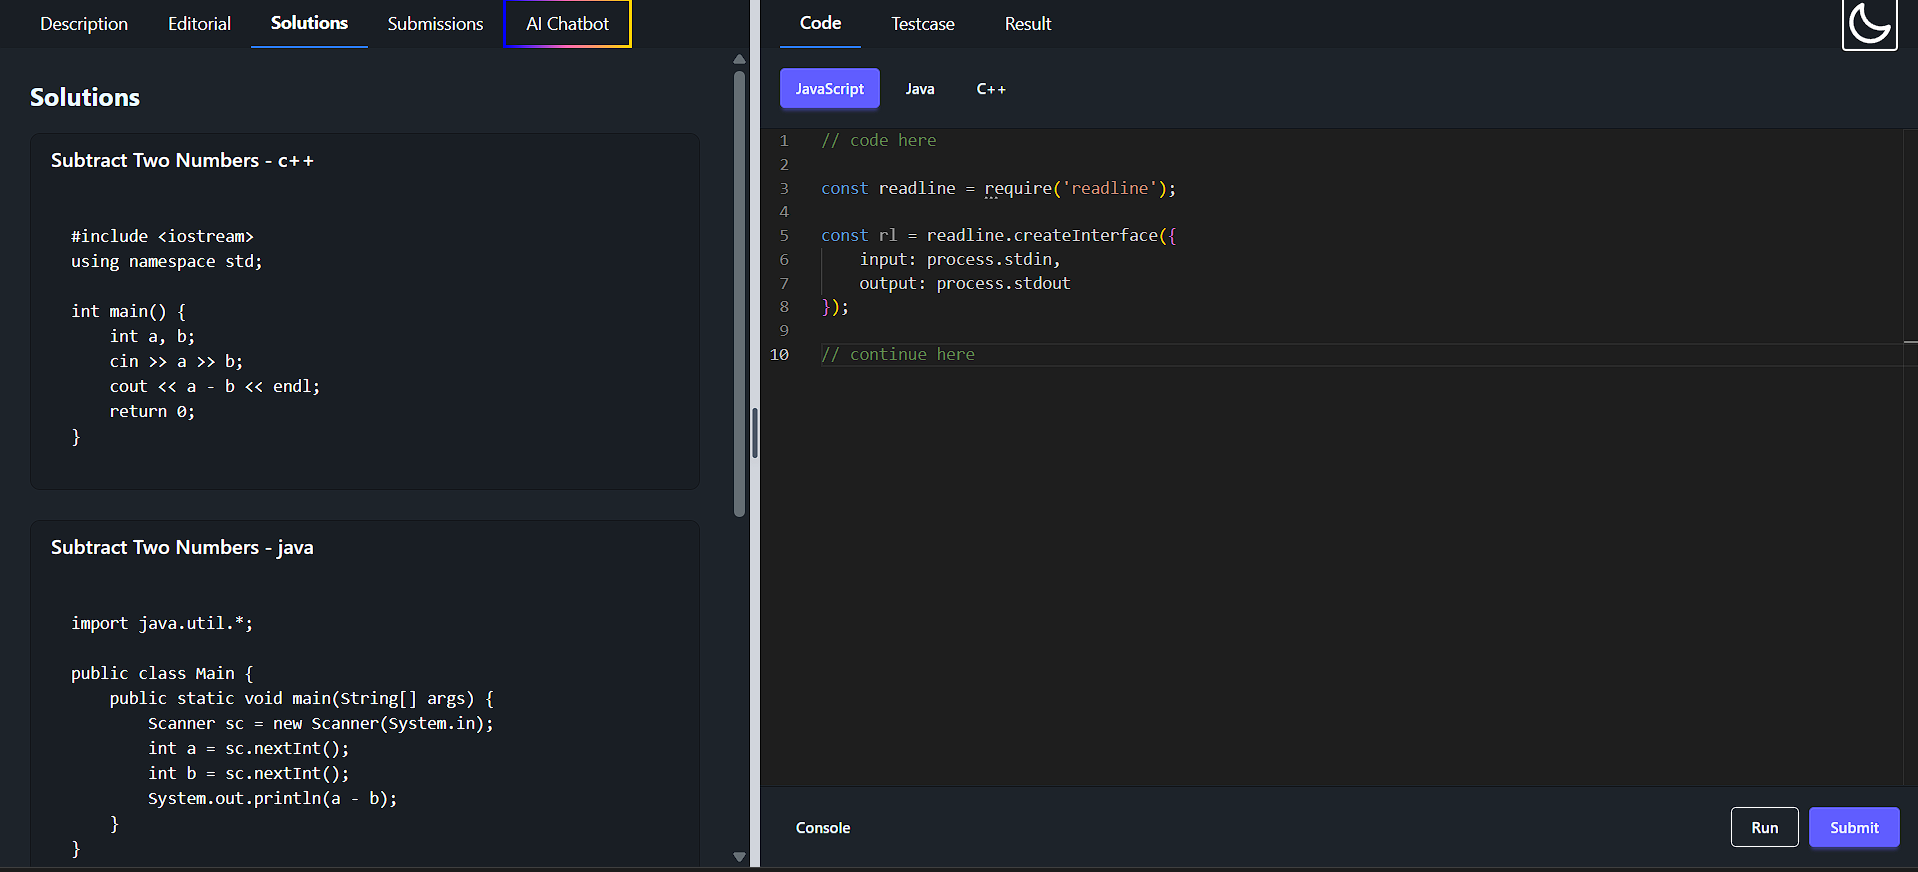 Description Editorial Solutions Submissions AI Chatbot
Solutions
Subtract Two Numbers - c++
#include <iostream>
using namespace std;
int main() {
    int a, b;
    cin >> a >> b;
    cout << a - b << endl;
    return 0;
}
Subtract Two Numbers - java
import java.util.*;
public class Main {
    public static void main(String[] args) {
        Scanner sc = new Scanner(System.in);
        int a = sc.nextInt();
        int b = sc.nextInt();
        System.out.println(a - b);
    }
}
Code Testcase Result
JavaScript Java C++
1 // code here
2
3 const readline = require('readline');
4
5 const rl = readline.createInterface({
6     input: process.stdin,
7     output: process.stdout
8 });
9
10 // continue here
Console Run Submit